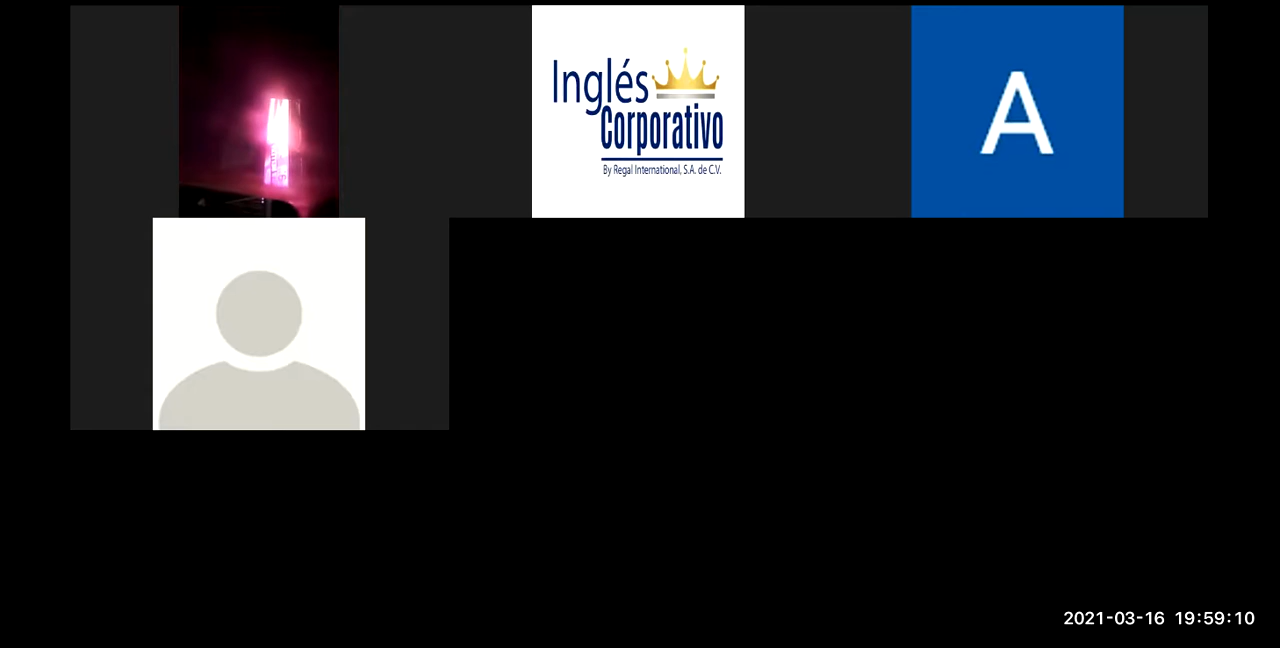 Inglés
Corporativo
By Regal International, S.A. de C.V.
A
2021-03-16 19:59:10